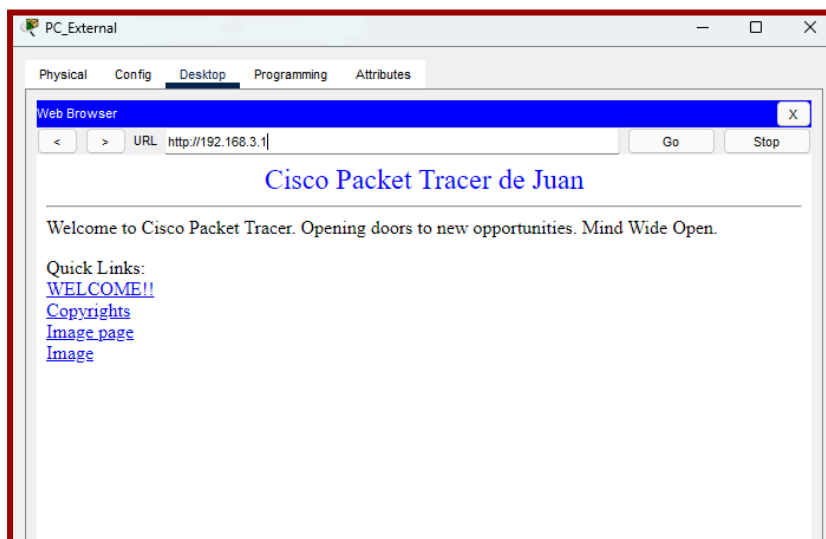 PC_External
Physical Config Desktop Programming Attributes
Web Browser X
< > URL http://192.168.3.1 Go Stop
Cisco Packet Tracer de Juan
Welcome to Cisco Packet Tracer. Opening doors to new opportunities. Mind Wide Open.
Quick Links:
WELCOME!!
Copyrights
Image page
Image